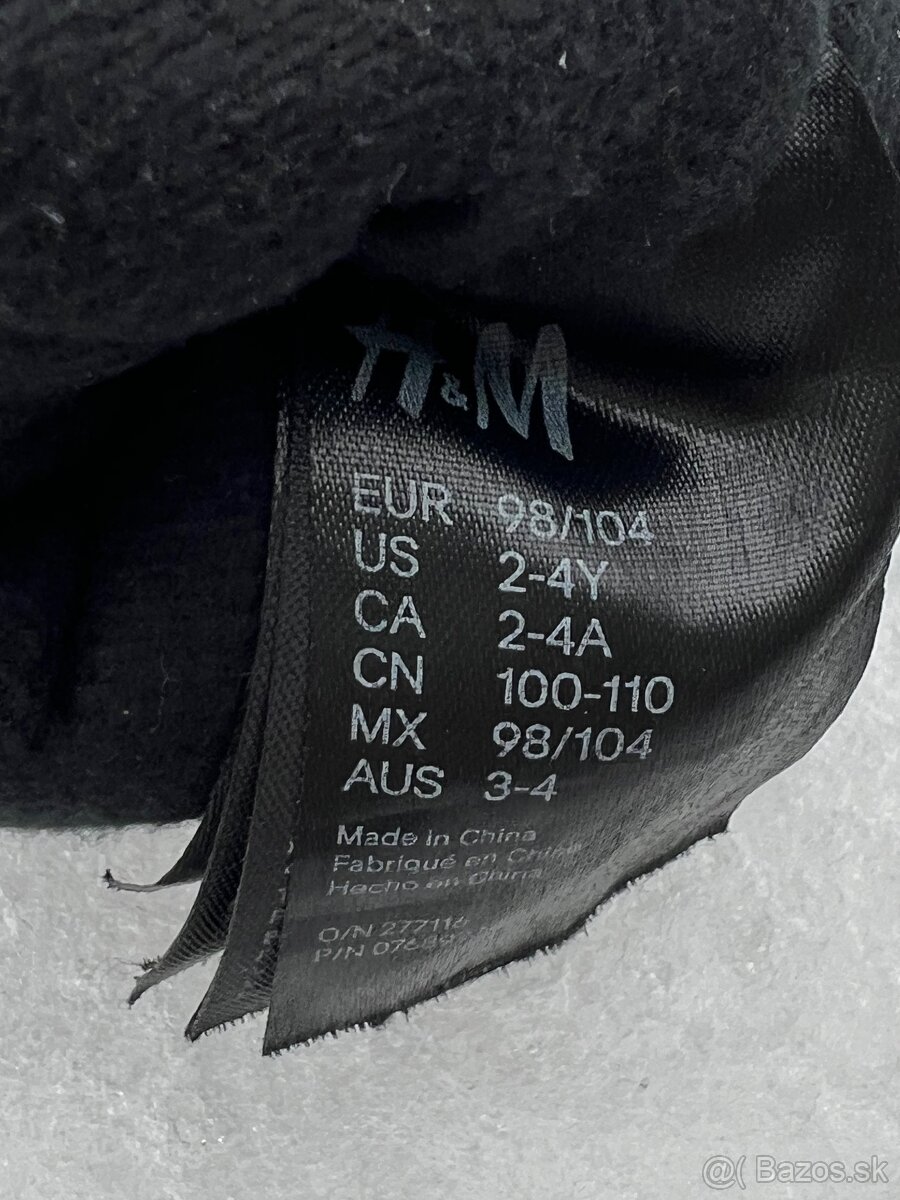 H&M
EUR 98/104
US 2-4Y
CA 2-4A
CN 100-110
MX 98/104
AUS 3-4
Made in China
Fabriqué en Chine
Hecho en China
O/N 277116
P/N
@( Bazos.sk